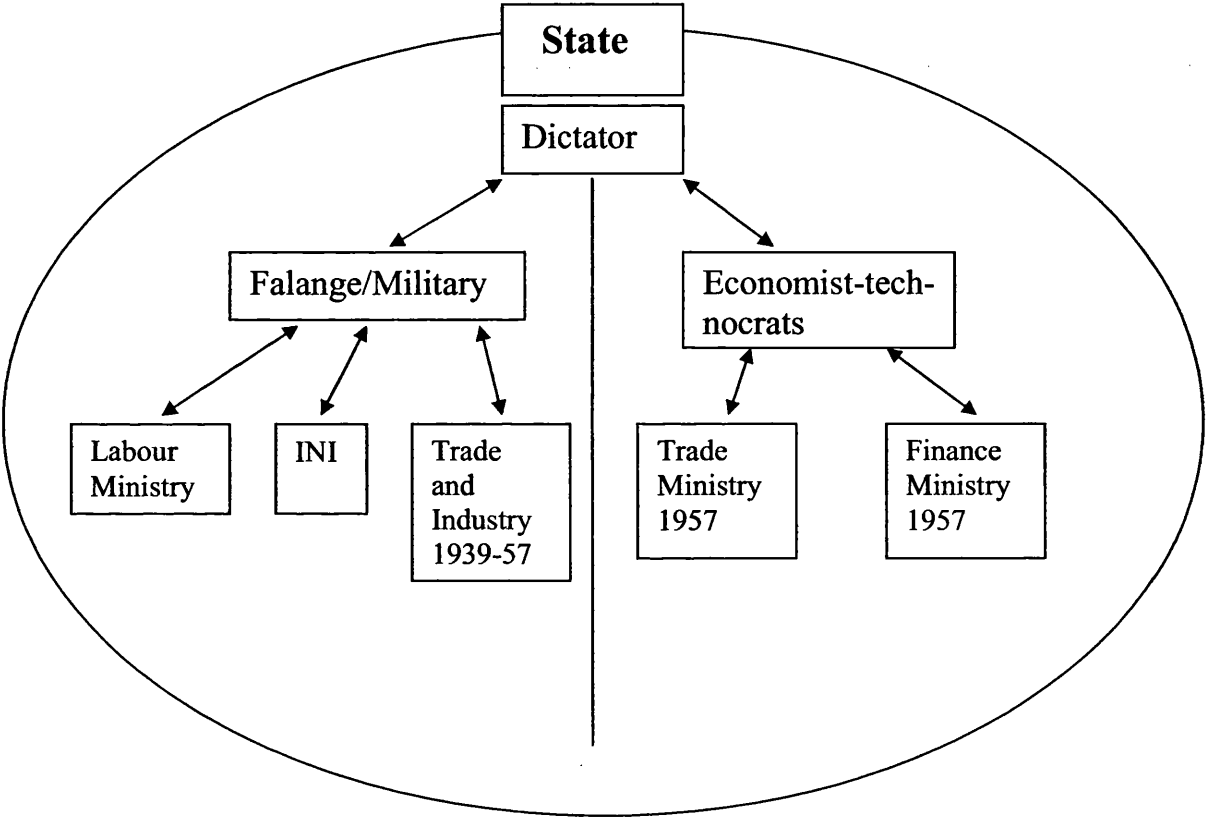 State
Dictator
Falange/Military
Economist-tech-
nocrats
Labour
Ministry
INI
Trade
and
Industry
1939-57
Trade
Ministry
1957
Finance
Ministry
1957